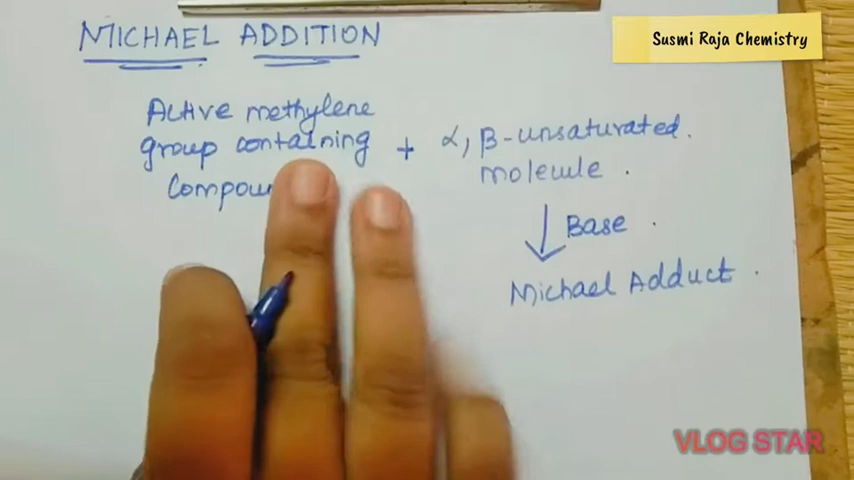 MICHAEL ADDITION
Susmi Raja Chemistry
Active methylene
group containing
+
α, β-unsaturated.
molecule.
Base.
Michael Adduct.
VLOG STAR